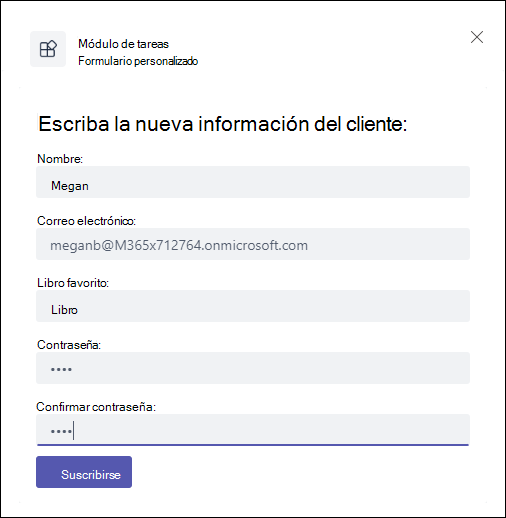 Módulo de tareas
Formulario personalizado
Escriba la nueva información del cliente:
Nombre:
Megan
Correo electrónico:
meganb@M365x712764.onmicrosoft.com
Libro favorito:
Libro
Contraseña:
••••
Confirmar contraseña:
••••
Suscribirse